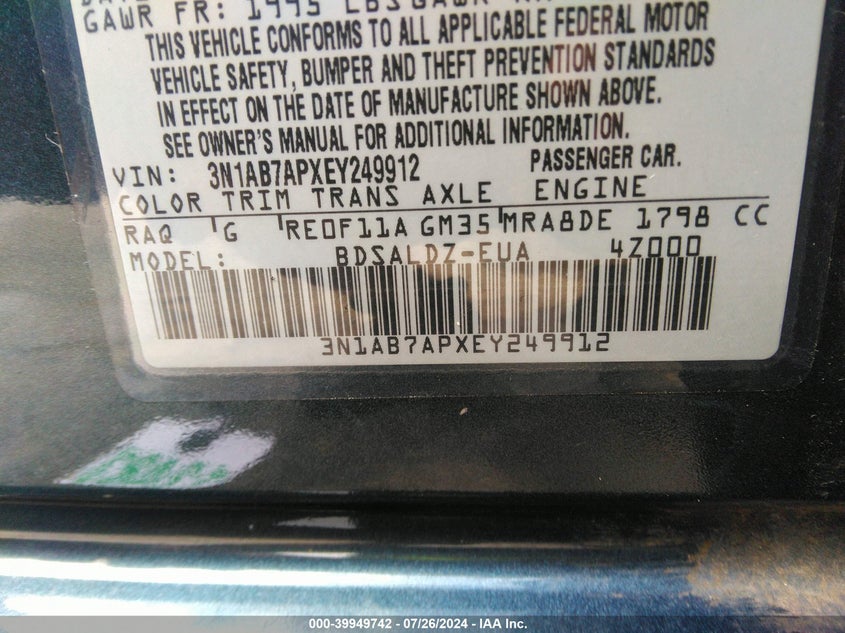 GAWR FR: 1995 LBS GAWR
THIS VEHICLE CONFORMS TO ALL APPLICABLE FEDERAL MOTOR
VEHICLE SAFETY, BUMPER AND THEFT PREVENTION STANDARDS
IN EFFECT ON THE DATE OF MANUFACTURE SHOWN ABOVE.
SEE OWNER'S MANUAL FOR ADDITIONAL INFORMATION.
VIN: 3N1AB7APXEY249912 PASSENGER CAR.
COLOR TRIM TRANS AXLE ENGINE
RAQ G RE0F11A GM35 MRA8DE 1798 CC
MODEL: BDSALDZ-EUA 4Z000
3N1AB7APXEY249912
000-39949742 / 07/26/2024 - IAA Inc.